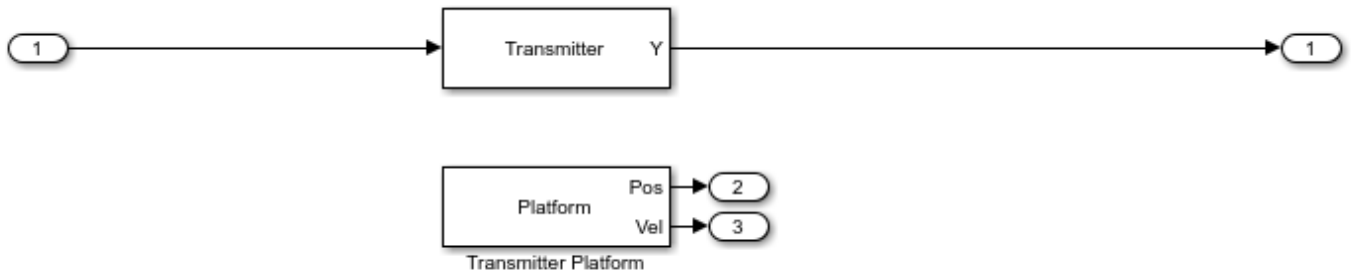 1
Transmitter Y
1
Pos
2
Platform
Vel
3
Transmitter Platform